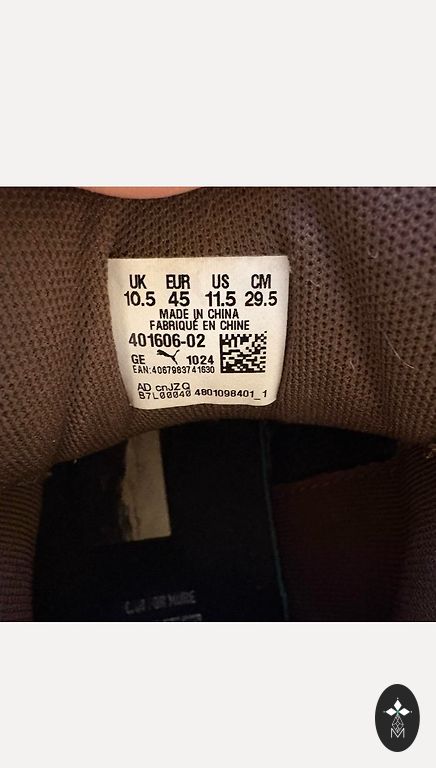 UK EUR US CM
10.5 45 11.5 29.5
MADE IN CHINA
FABRIQUÉ EN CHINE
401606-02
GE 1024
EAN:4067983741630
AD cnJZQ
B7L00040 4801098401_1